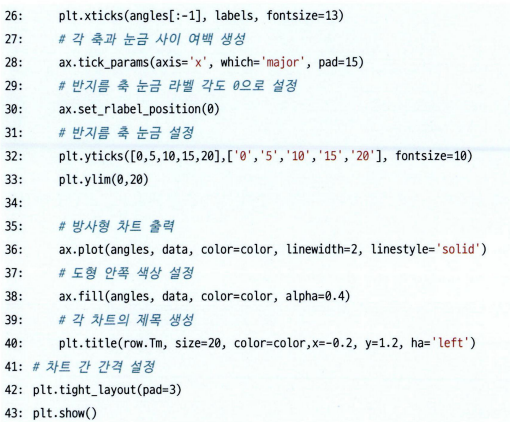 26:     plt.xticks(angles[:-1], labels, fontsize=13)
27:     # 각 축과 눈금 사이 여백 생성
28:     ax.tick_params(axis='x', which='major', pad=15)
29:     # 반지름 축 눈금 라벨 각도 0으로 설정
30:     ax.set_rlabel_position(0)
31:     # 반지름 축 눈금 설정
32:     plt.yticks([0,5,10,15,20],['0','5','10','15','20'], fontsize=10)
33:     plt.ylim(0,20)
34:
35:     # 방사형 차트 출력
36:     ax.plot(angles, data, color=color, linewidth=2, linestyle='solid')
37:     # 도형 안쪽 색상 설정
38:     ax.fill(angles, data, color=color, alpha=0.4)
39:     # 각 차트의 제목 생성
40:     plt.title(row.Tm, size=20, color=color,x=-0.2, y=1.2, ha='left')
41: # 차트 간 간격 설정
42: plt.tight_layout(pad=3)
43: plt.show()